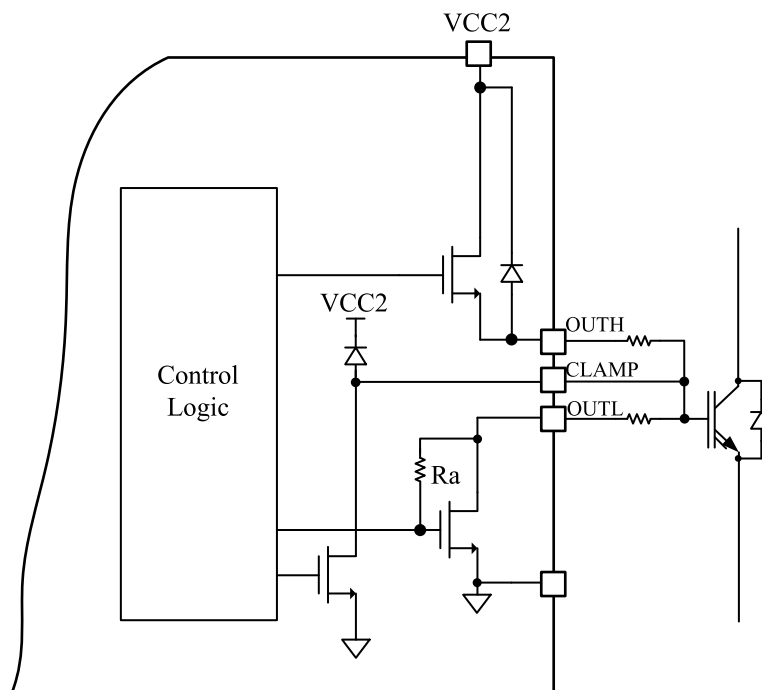 VCC2
VCC2
OUTH
CLAMP
Control
Logic
OUTL
Ra